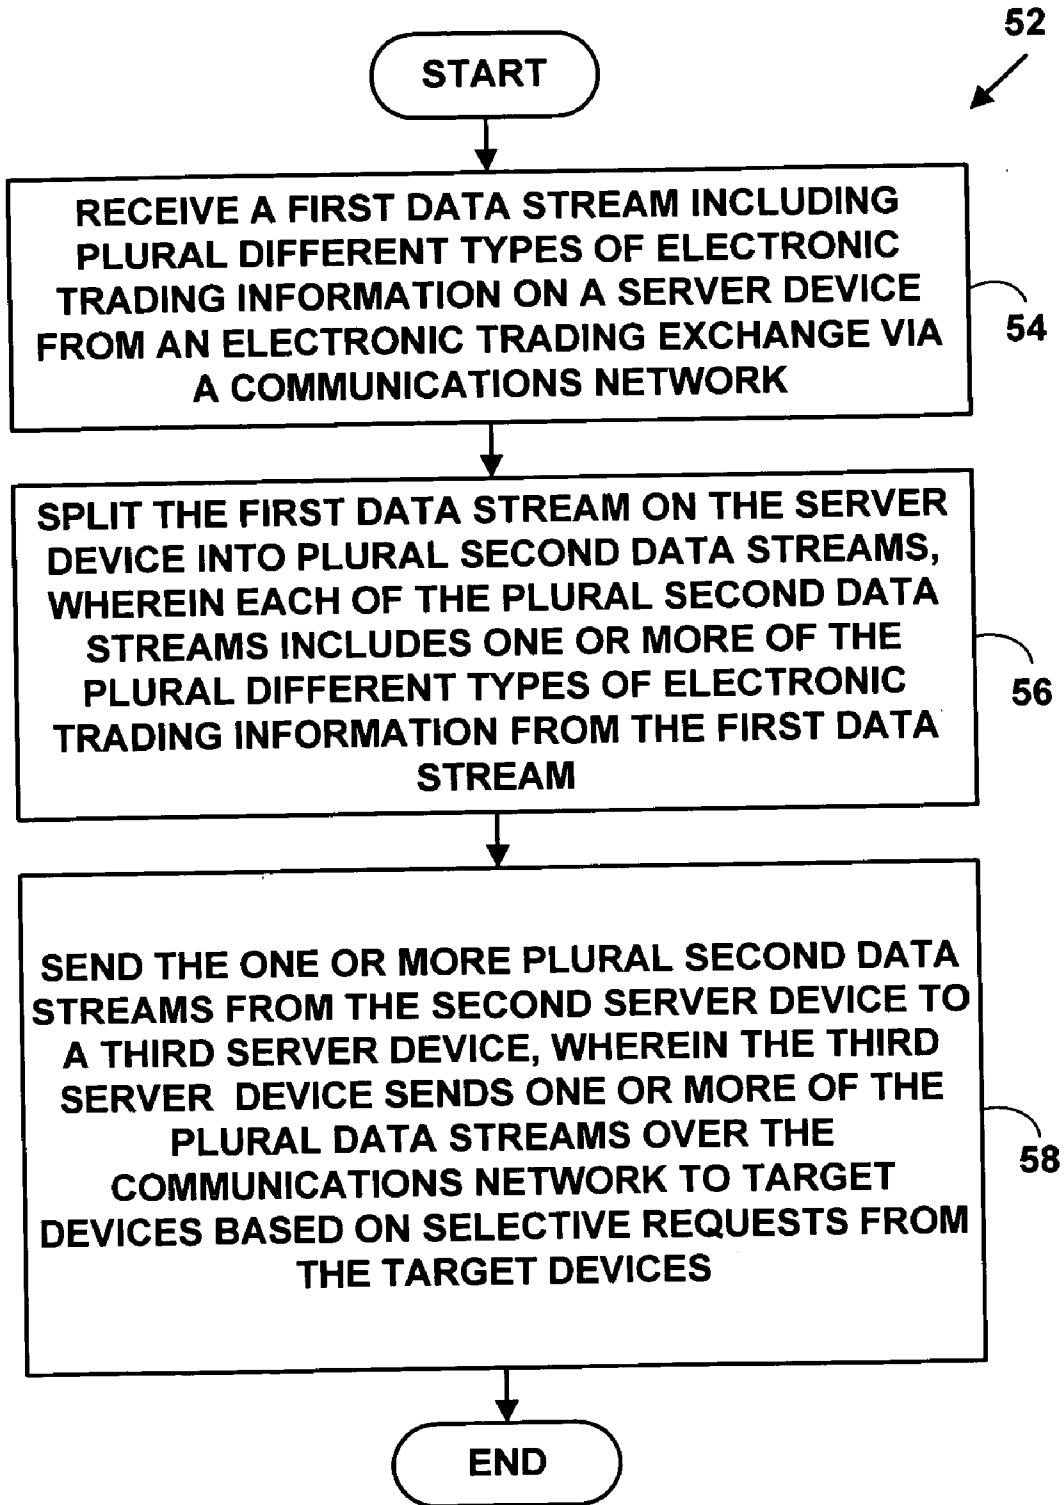 52
START
RECEIVE A FIRST DATA STREAM INCLUDING
PLURAL DIFFERENT TYPES OF ELECTRONIC
TRADING INFORMATION ON A SERVER DEVICE
FROM AN ELECTRONIC TRADING EXCHANGE VIA
A COMMUNICATIONS NETWORK
54
SPLIT THE FIRST DATA STREAM ON THE SERVER
DEVICE INTO PLURAL SECOND DATA STREAMS,
WHEREIN EACH OF THE PLURAL SECOND DATA
STREAMS INCLUDES ONE OR MORE OF THE
PLURAL DIFFERENT TYPES OF ELECTRONIC
TRADING INFORMATION FROM THE FIRST DATA
STREAM
56
SEND THE ONE OR MORE PLURAL SECOND DATA
STREAMS FROM THE SECOND SERVER DEVICE TO
A THIRD SERVER DEVICE, WHEREIN THE THIRD
SERVER DEVICE SENDS ONE OR MORE OF THE
PLURAL DATA STREAMS OVER THE
COMMUNICATIONS NETWORK TO TARGET
DEVICES BASED ON SELECTIVE REQUESTS FROM
THE TARGET DEVICES
58
END